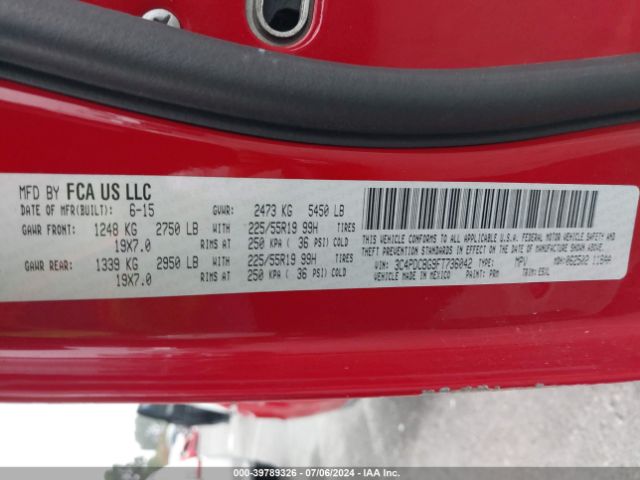 MFD BY FCA US LLC
DATE OF MFR(BUILT): 6-15 GVWR: 2473 KG 5450 LB
GAWR FRONT: 1248 KG 2750 LB WITH 225/55R19 99H TIRES
19X7.0 RIMS AT 250 KPA ( 36 PSI) COLD
GAWR REAR: 1339 KG 2950 LB WITH 225/55R19 99H TIRES
19X7.0 RIMS AT 250 KPA ( 36 PSI) COLD
THIS VEHICLE CONFORMS TO ALL APPLICABLE U.S.A. FEDERAL MOTOR VEHICLE
SAFETY, BUMPER, AND THEFT PREVENTION STANDARDS IN EFFECT ON THE DATE OF MANUFACTURE SHOWN ABOVE.
VIN: 3C4PDCBG9FT736042 TYPE: MPV MDH: 062502 118AA
VEHICLE MADE IN MEXICO PAINT: PRM TRIM:
(000-39789326 - 07/06/2024 - IAA Inc.)